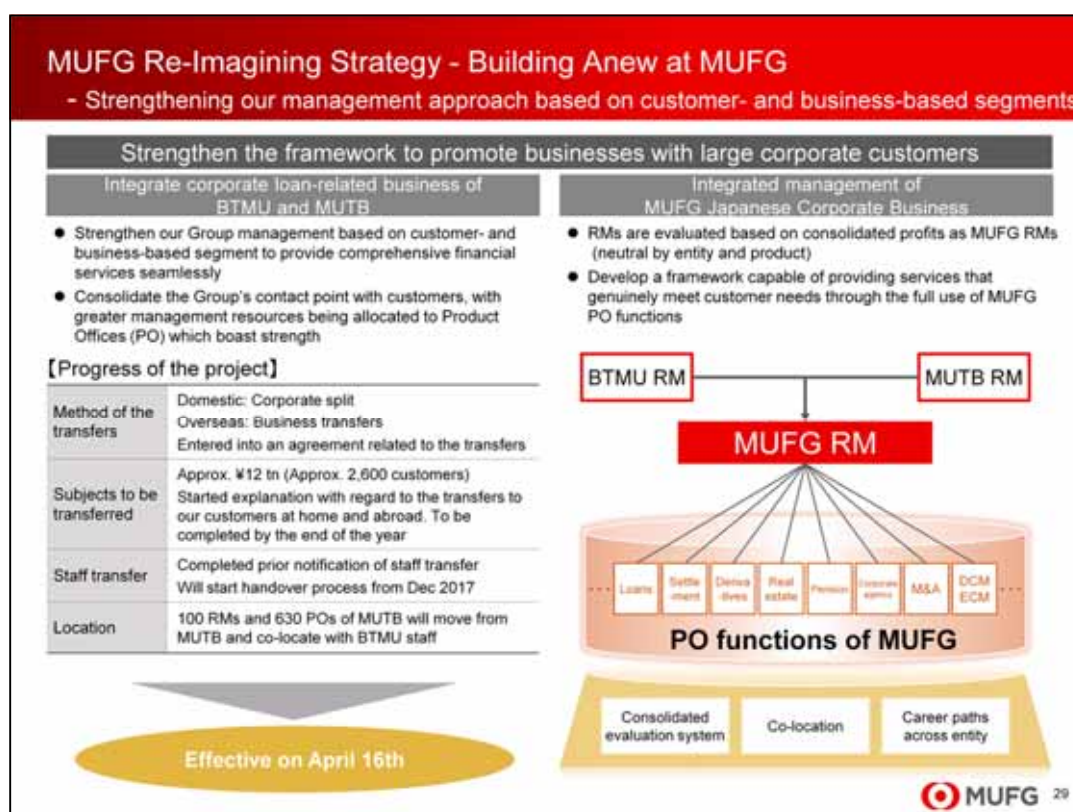 MUFG Re-Imagining Strategy - Building Anew at MUFG
- Strengthening our management approach based on customer- and business-based segments
Strengthen the framework to promote businesses with large corporate customers
Integrate corporate loan-related business of
BTMU and MUTB
● Strengthen our Group management based on customer- and
business-based segment to provide comprehensive financial
services seamlessly
● Consolidate the Group's contact point with customers, with
greater management resources being allocated to Product
Offices (PO) which boast strength
【Progress of the project】
Method of the
transfers
Domestic: Corporate split
Overseas: Business transfers
Entered into an agreement related to the transfers
Subjects to be
transferred
Approx. ¥12 tn (Approx. 2,600 customers)
Started explanation with regard to the transfers to
our customers at home and abroad. To be
completed by the end of the year
Staff transfer
Completed prior notification of staff transfer
Will start handover process from Dec 2017
Location
100 RMs and 630 POs of MUTB will move from
MUTB and co-locate with BTMU staff
Effective on April 16th
Integrated management of
MUFG Japanese Corporate Business
● RMs are evaluated based on consolidated profits as MUFG RMs
(neutral by entity and product)
● Develop a framework capable of providing services that
genuinely meet customer needs through the full use of MUFG
PO functions
BTMU RM
MUTB RM
MUFG RM
Loans
Settle
-ment
Deriva
-tives
Real
estate
Pension
Corporate
agency
M&A
DCM
ECM
PO functions of MUFG
Consolidated
evaluation system
Co-location
Career paths
across entity
MUFG
29